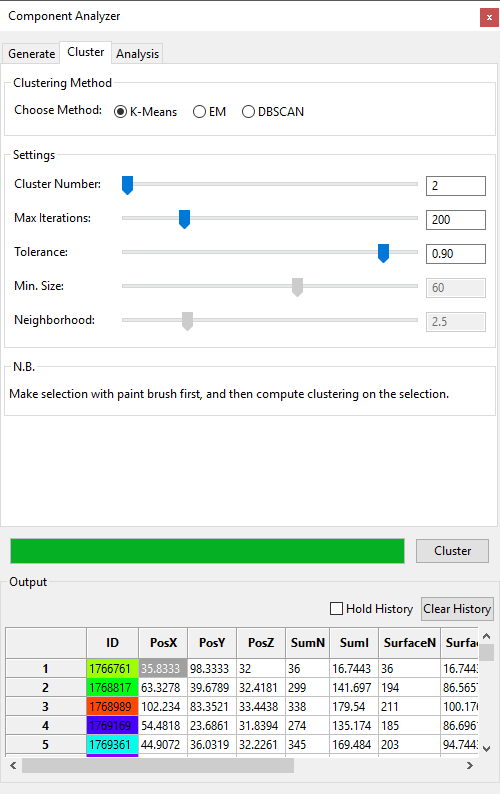 Component Analyzer
x
Generate Cluster Analysis
Clustering Method
Choose Method: K-Means EM DBSCAN
Settings
Cluster Number: 2
Max Iterations: 200
Tolerance: 0.90
Min. Size: 60
Neighborhood: 2.5
N.B.
Make selection with paint brush first, and then compute clustering on the selection.
Cluster
Output
Hold History Clear History
ID PosX PosY PosZ SumN SumI SurfaceN Surfac
1 1766761 35.8333 98.3333 32 36 16.7443 36 16.7443
2 1768817 63.3278 39.6789 32.4181 299 141.697 194 86.5657
3 1768989 102.234 83.3521 33.4438 338 179.54 211 100.176
4 1769169 54.4818 23.6861 31.8394 274 135.174 185 86.6961
5 1769361 44.9072 36.0319 32.2261 345 169.484 203 94.7443